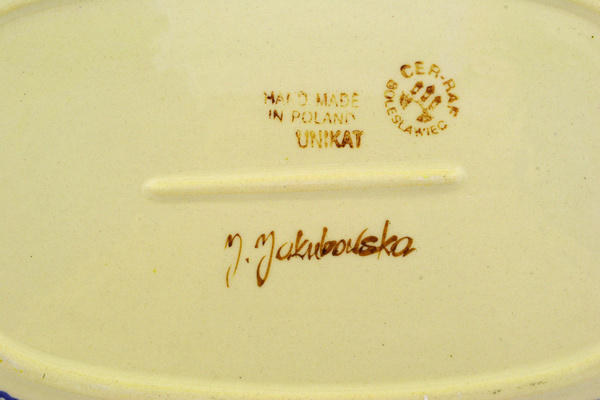 HAND MADE
IN POLAND
UNIKAT
CER-RAF
BOLESŁAWIEC
J. Jakubowska